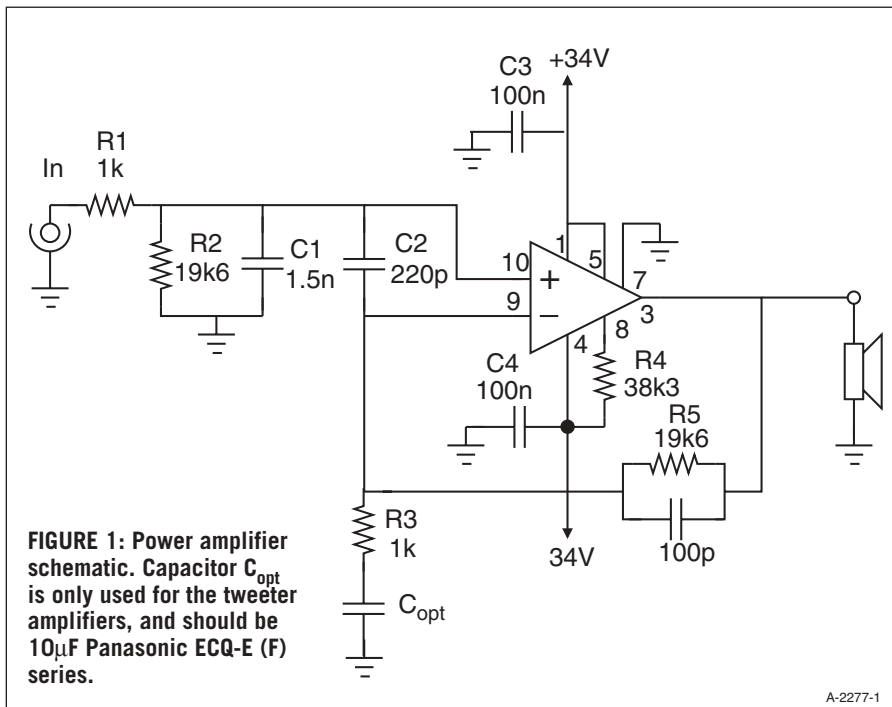 C3
100n
+34V
In
R1
1k
R2
19k6
C1
1.5n
C2
220p
10
9
+
−
1
5
7
3
8
4
R4
38k3
C4
100n
R5
19k6
100p
34V
R3
1k
C_opt
FIGURE 1: Power amplifier
schematic. Capacitor C_opt
is only used for the tweeter
amplifiers, and should be
10μF Panasonic ECQ-E (F)
series.
A-2277-1